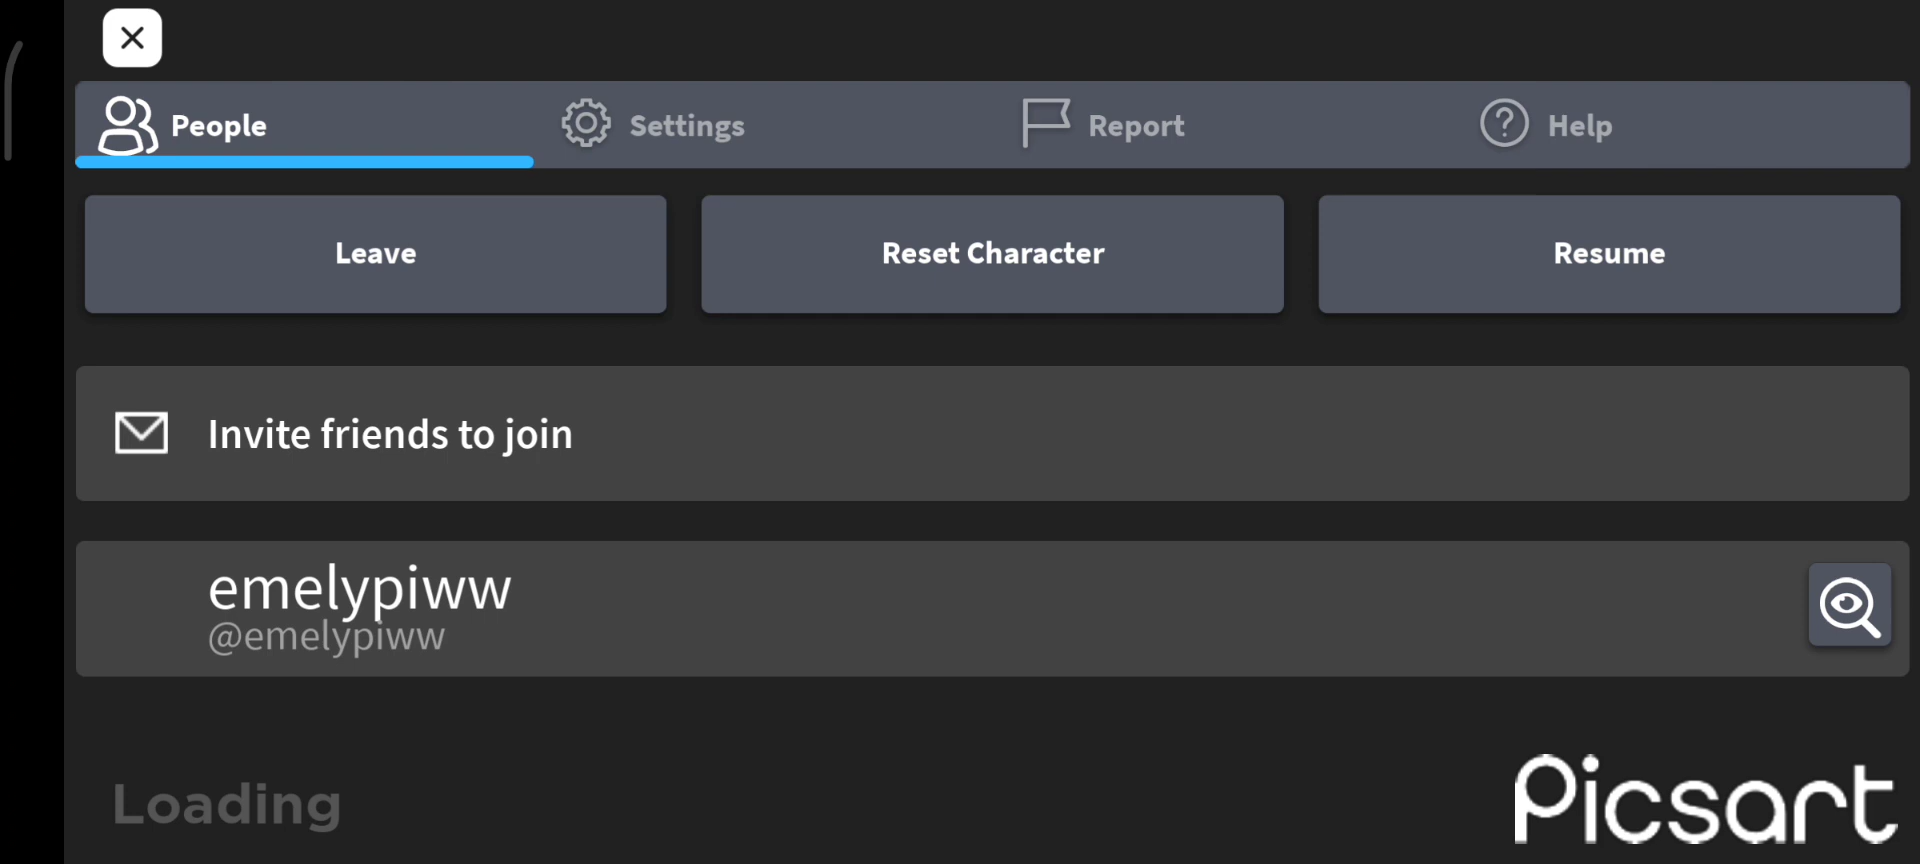 People
Settings
Report
Help
Leave
Reset Character
Resume
Invite friends to join
emelypiww
@emelypiww
Loading
Picsart